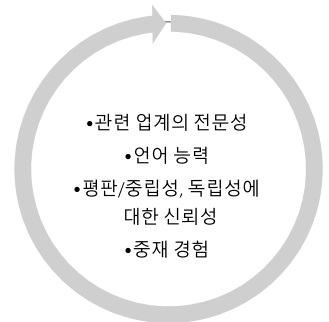 •관련 업계의 전문성
•언어 능력
•평판/중립성, 독립성에
대한 신뢰성
•중재 경험